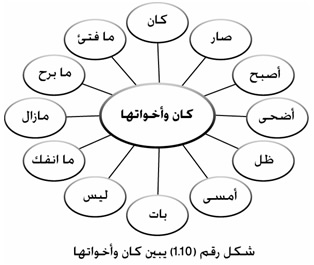 كان
صار
أصبح
أضحى
ظل
أمسى
بات
ليس
ما انفك
مازال
ما برح
ما فتئ
كان وأخواتها
شكل رقم (1.10) يبين كان وأخواتها